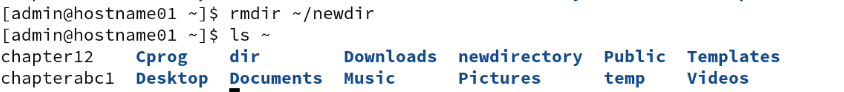 [admin@hostname01 ~]$ rmdir ~/newdir
[admin@hostname01 ~]$ ls ~
chapter12 Cprog dir Downloads newdirectory Public Templates
chapterabc1 Desktop Documents Music Pictures temp Videos